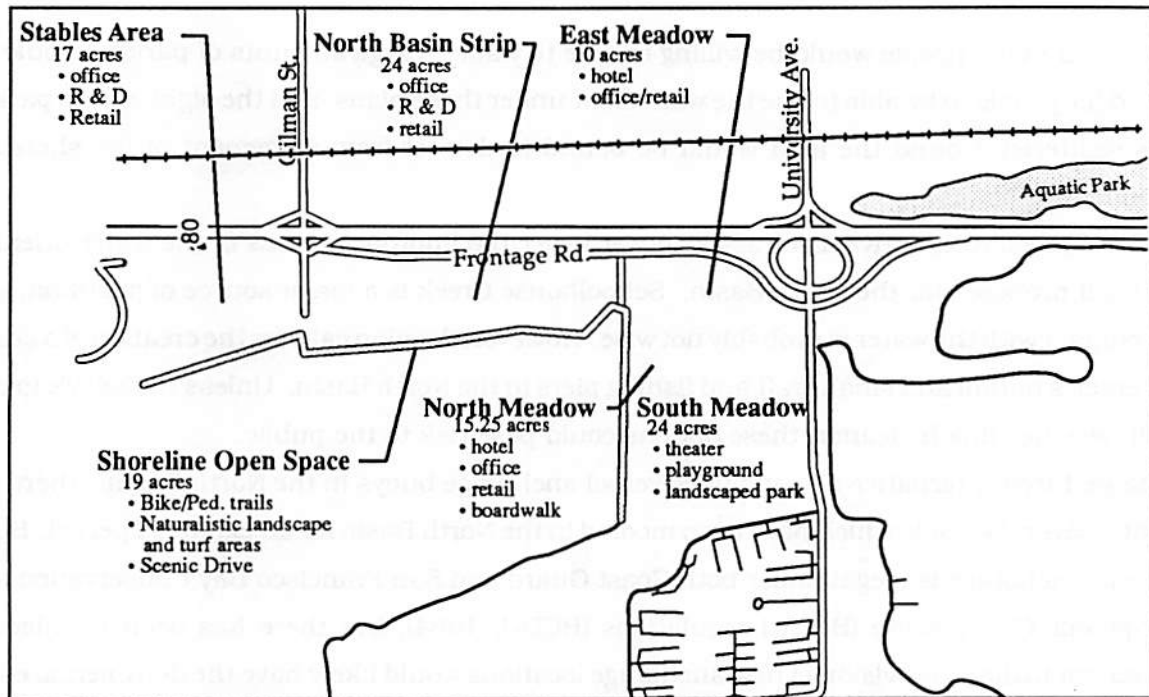 Stables Area
17 acres
• office
• R & D
• Retail
Gilman St.
North Basin Strip
24 acres
• office
• R & D
• retail
East Meadow
10 acres
• hotel
• office/retail
University Ave.
Aquatic Park
I-80
Frontage Rd.
North Meadow
15.25 acres
• hotel
• office
• retail
• boardwalk
South Meadow
24 acres
• theater
• playground
• landscaped park
Shoreline Open Space
19 acres
• Bike/Ped. trails
• Naturalistic landscape
and turf areas
• Scenic Drive